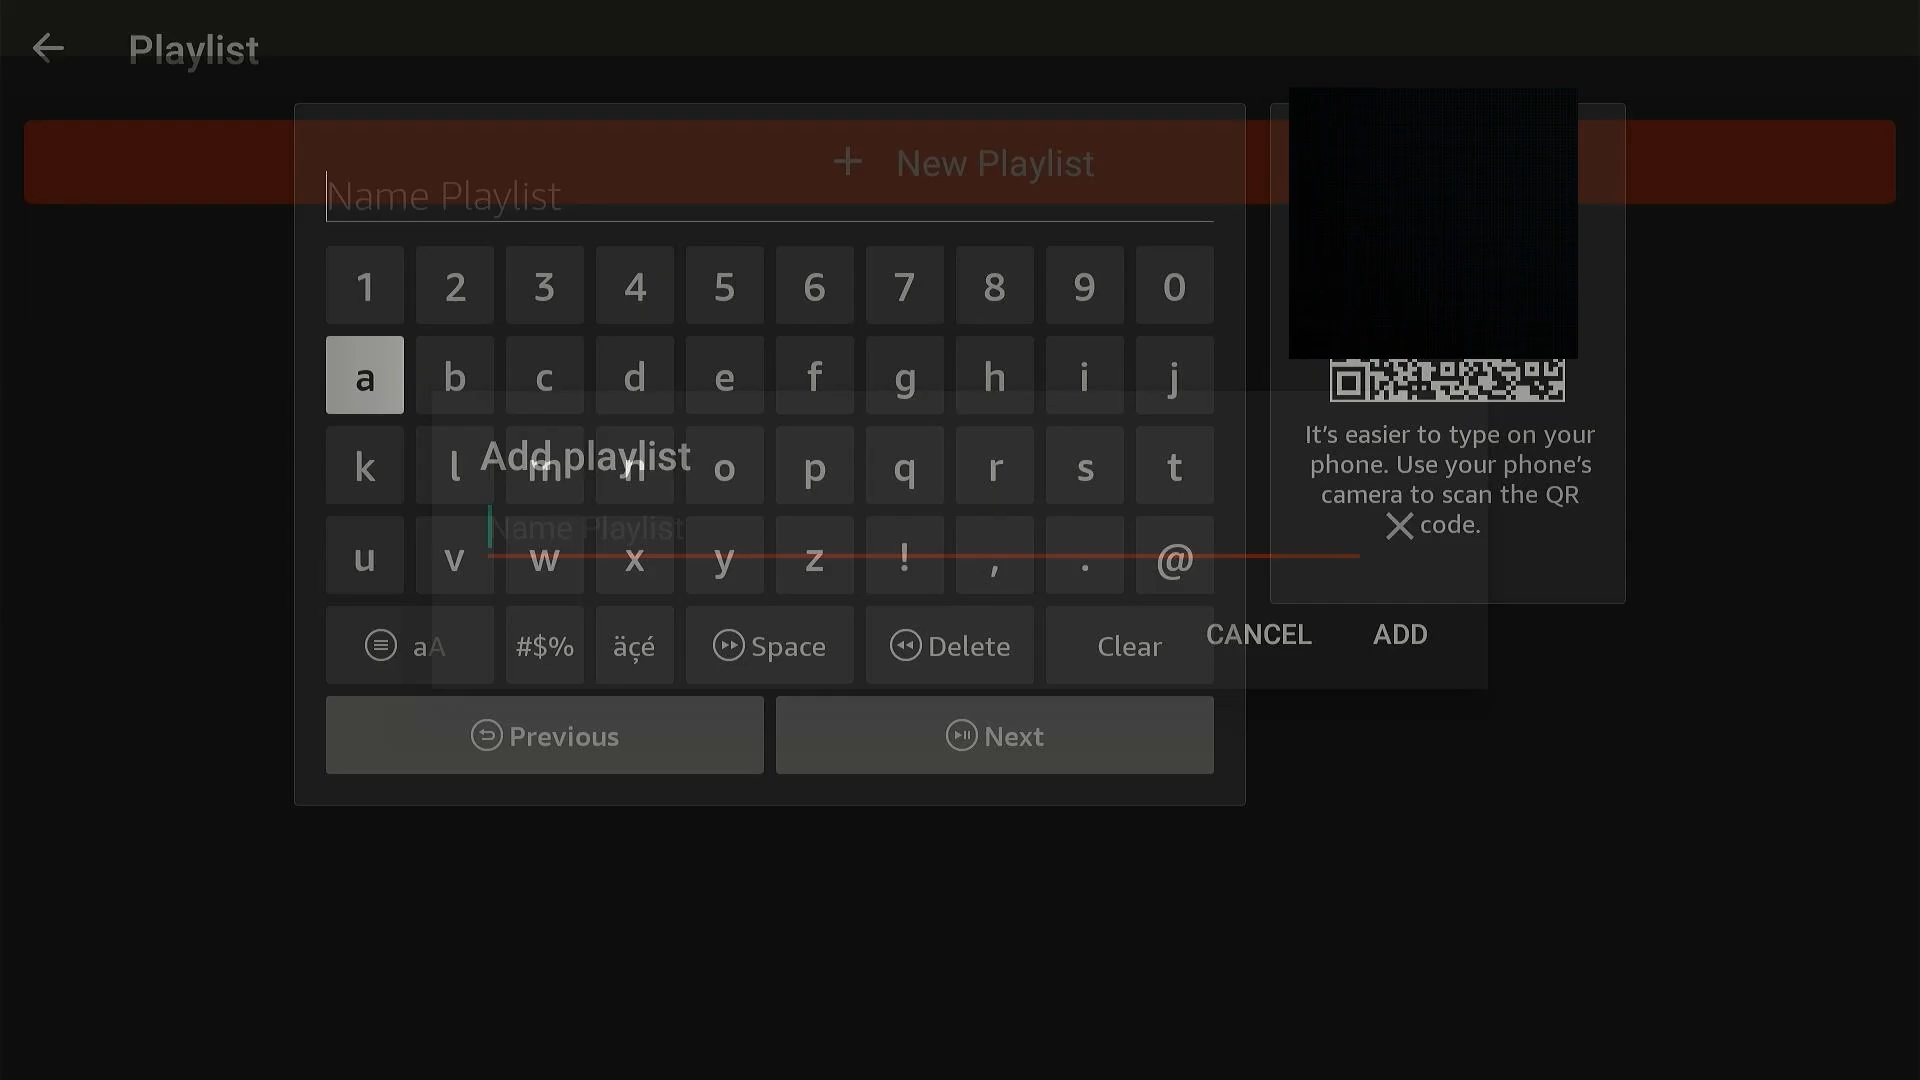 Playlist
+ New Playlist
Name Playlist
1 2 3 4 5 6 7 8 9 0
a b c d e f g h i j
k l m n o p q r s t
u v w x y z ! , . @
aA #$% äçé Space Delete Clear
Previous Next
Add playlist
Name Playlist
CANCEL ADD
It's easier to type on your
phone. Use your phone's
camera to scan the QR
code.